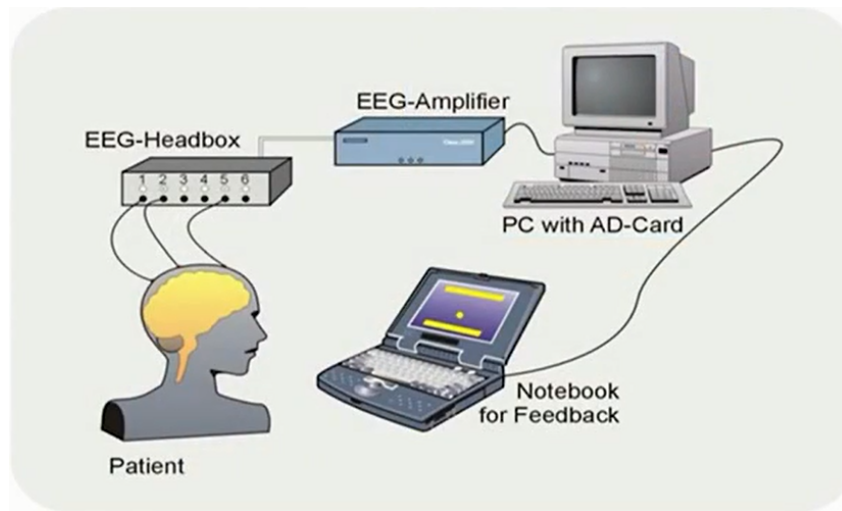 EEG-Amplifier
EEG-Headbox
1 2 3 4 5 6
PC with AD-Card
Notebook
for Feedback
Patient